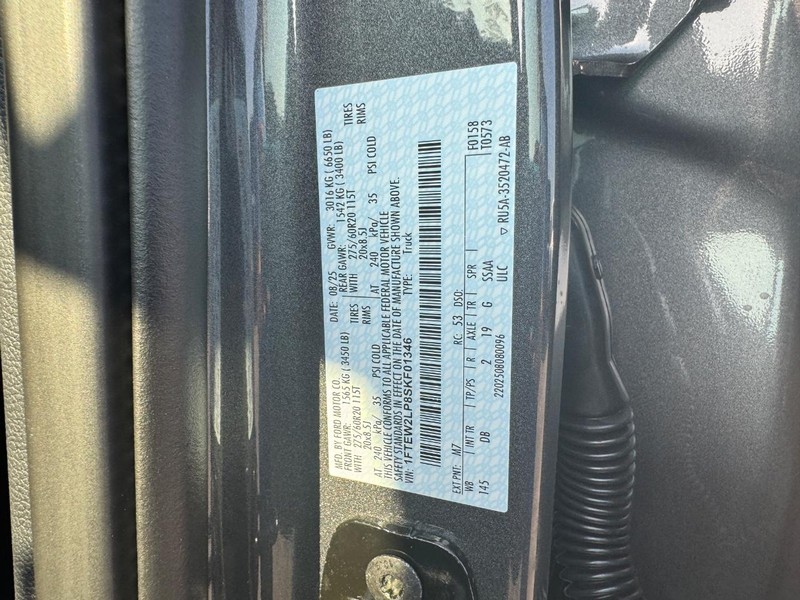 MFD. BY FORD MOTOR CO. DATE: 08/25 GVWR: 3016 KG ( 6650 LB)
FRONT GAWR: 1565 KG ( 3450 LB) REAR GAWR: 1542 KG ( 3400 LB)
WITH 275/60R20 115T TIRES WITH 275/60R20 115T TIRES
20x8.5J RIMS 20x8.5J RIMS
AT 240 kPa/ 35 PSI COLD AT 240 kPa/ 35 PSI COLD
THIS VEHICLE CONFORMS TO ALL APPLICABLE FEDERAL MOTOR VEHICLE
SAFETY STANDARDS IN EFFECT ON THE DATE OF MANUFACTURE SHOWN ABOVE.
VIN: 1FTEW2LP8SKF01346 TYPE: Truck
EXT PNT: M7 RC: 53 DSO: F0158
WB INT TR TP/PS R AXLE TR SPR T0573
145 DB 2 19 G SSAA
2202508080096 ULC ▽ RU5A-3520472-AB